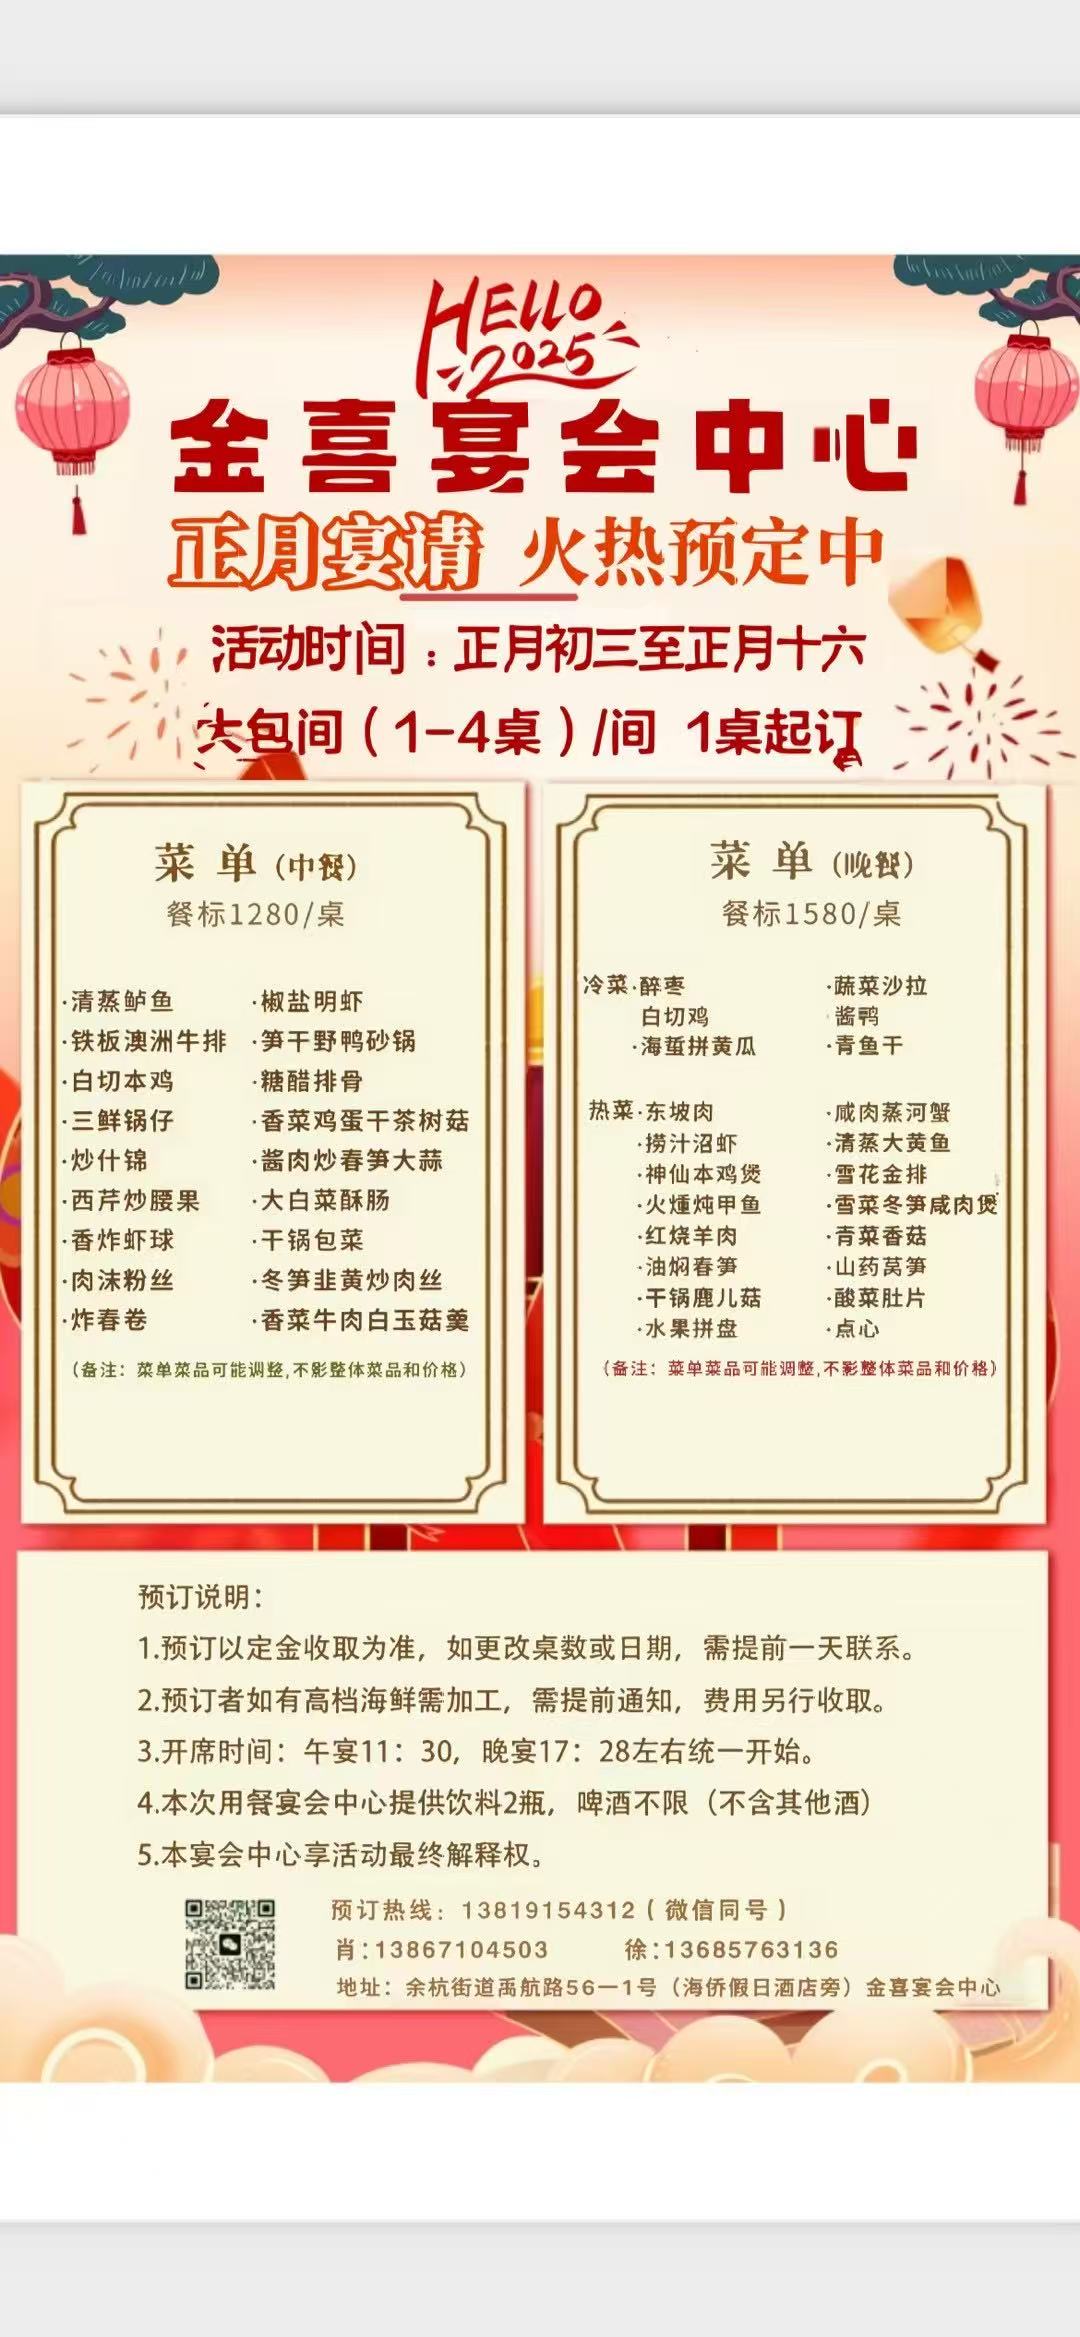 HELLO
2025
金喜宴会中心
正月宴请 火热预定中
活动时间：正月初三至正月十六
大包间（1-4桌）/间 1桌起订
菜 单（中餐）
餐标1280/桌
·清蒸鲈鱼 ·椒盐明虾
·铁板澳洲牛排 ·笋干野鸭砂锅
·白切本鸡 ·糖醋排骨
·三鲜锅仔 ·香菜鸡蛋干茶树菇
·炒什锦 ·酱肉炒春笋大蒜
·西芹炒腰果 ·大白菜酥肠
·香炸虾球 ·干锅包菜
·肉沫粉丝 ·冬笋韭黄炒肉丝
·炸春卷 ·香菜牛肉白玉菇羹
（备注：菜单菜品可能调整,不影整体菜品和价格）
菜 单（晚餐）
餐标1580/桌
冷菜·醉枣 ·蔬菜沙拉
白切鸡 ·酱鸭
·海蜇拼黄瓜 ·青鱼干
热菜·东坡肉 ·咸肉蒸河蟹
·捞汁沼虾 ·清蒸大黄鱼
·神仙本鸡煲 ·雪花金排
·火㷟炖甲鱼 ·雪菜冬笋咸肉煲
·红烧羊肉 ·青菜香菇
·油焖春笋 ·山药莴笋
·干锅鹿儿菇 ·酸菜肚片
·水果拼盘 ·点心
（备注：菜单菜品可能调整,不影整体菜品和价格）
预订说明：
1.预订以定金收取为准，如更改桌数或日期，需提前一天联系。
2.预订者如有高档海鲜需加工，需提前通知，费用另行收取。
3.开席时间：午宴11：30，晚宴17：28左右统一开始。
4.本次用餐宴会中心提供饮料2瓶，啤酒不限（不含其他酒）
5.本宴会中心享活动最终解释权。
预订热线：13819154312（微信同号）
肖:13867104503 徐:13685763136
地址：余杭街道禹航路56一1号（海侨假日酒店旁）金喜宴会中心